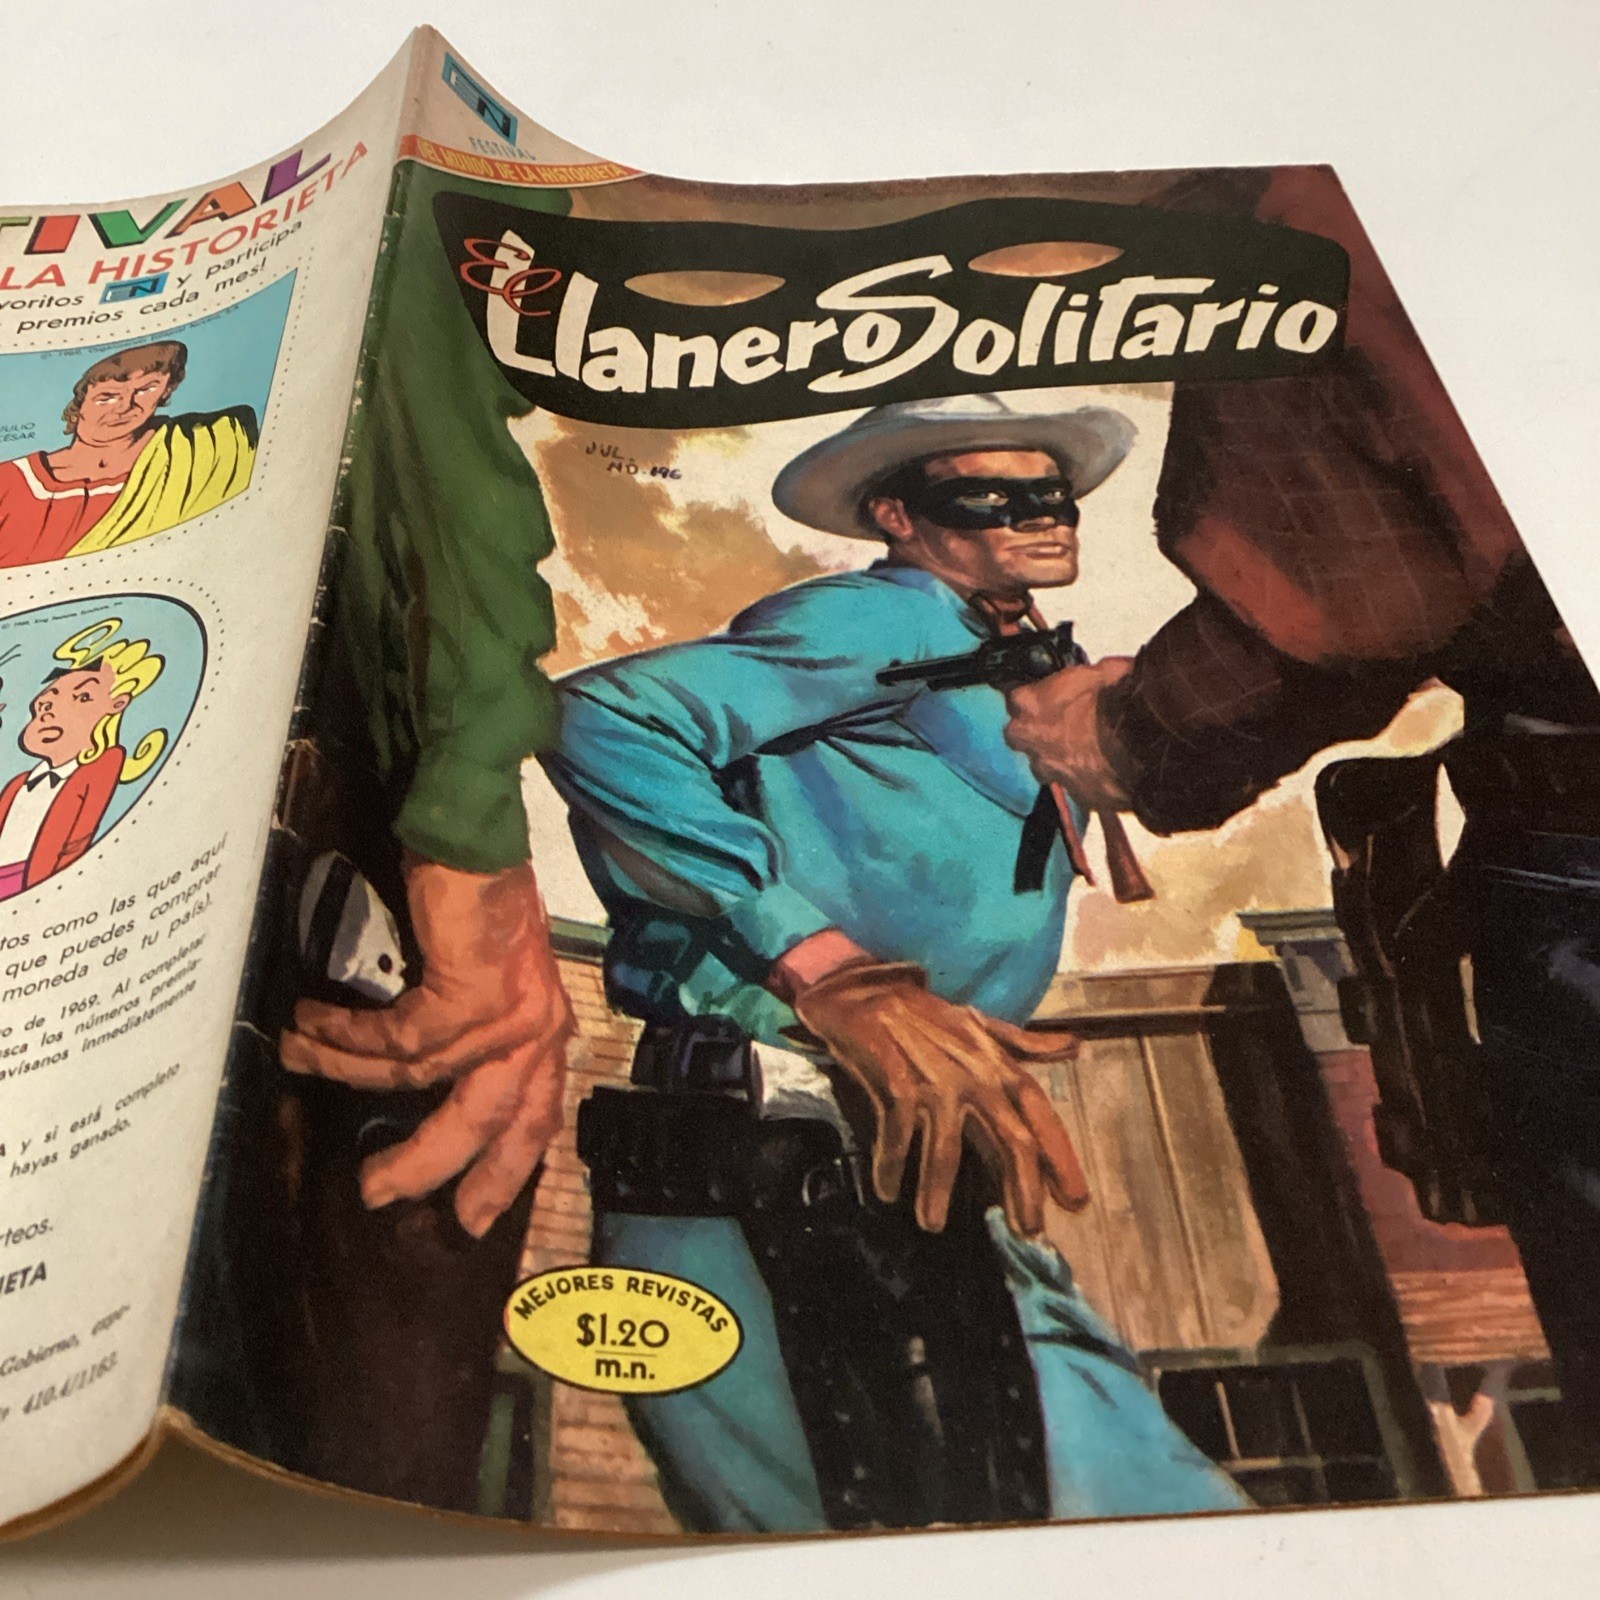 TIVAL
LA HISTORIETA
voritos EN y participa
premios cada mes!
JULIO
CESAR
tos como las que aquí
que puedes comprar
moneda de tu país).
o de 1969. Al completar
sca los números premia-
avísanos inmediatamente
A y si está completo
hayas ganado.
rteos.
IETA
Gobierno, expe-
410.4/1163
EN
FESTIVAL
DEL MUNDO DE LA HISTORIETA
El Llanero Solitario
JUL.
NO. 196
MEJORES REVISTAS
$1.20
m.n.